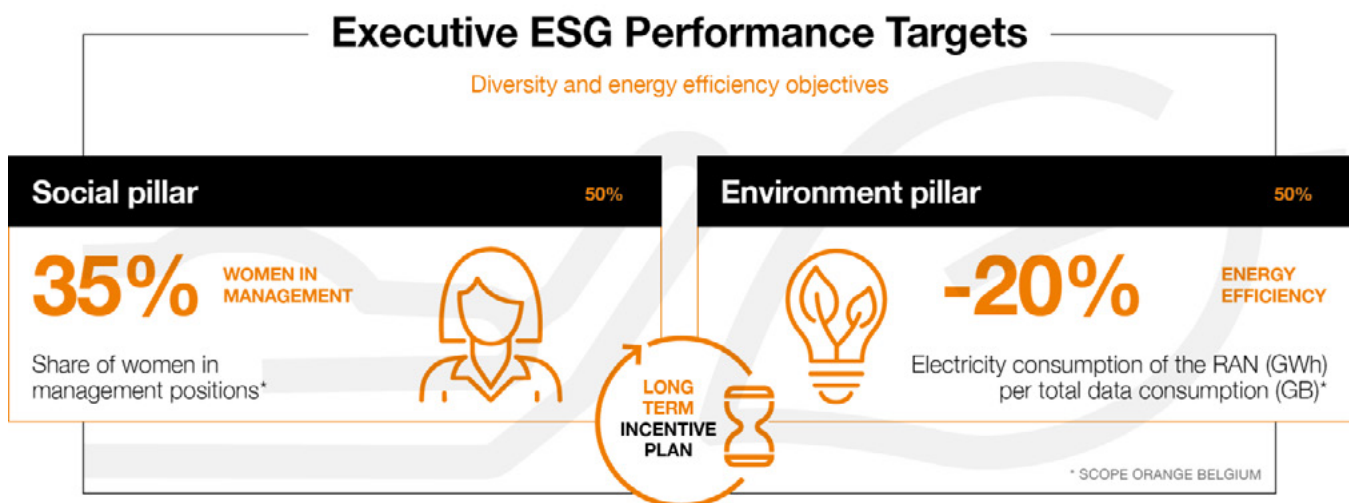 Executive ESG Performance Targets
Diversity and energy efficiency objectives
Social pillar 50%
35% WOMEN IN
MANAGEMENT
Share of women in
management positions*
Environment pillar 50%
-20% ENERGY
EFFICIENCY
Electricity consumption of the RAN (GWh)
per total data consumption (GB)*
LONG
TERM
INCENTIVE
PLAN
* SCOPE ORANGE BELGIUM